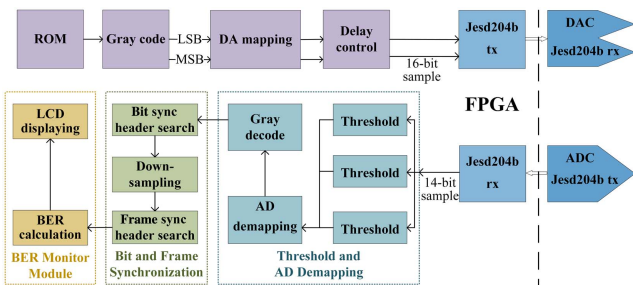 ROM
Gray code
LSB
MSB
DA mapping
Delay
control
16-bit
sample
Jesd204b
tx
DAC
Jesd204b rx
FPGA
LCD
displaying
BER
calculation
BER Monitor
Module
Bit sync
header search
Down-
sampling
Frame sync
header search
Bit and Frame
Synchronization
Gray
decode
AD
demapping
Threshold
Threshold
Threshold
Threshold and
AD Demapping
14-bit
sample
Jesd204b
rx
ADC
Jesd204b tx